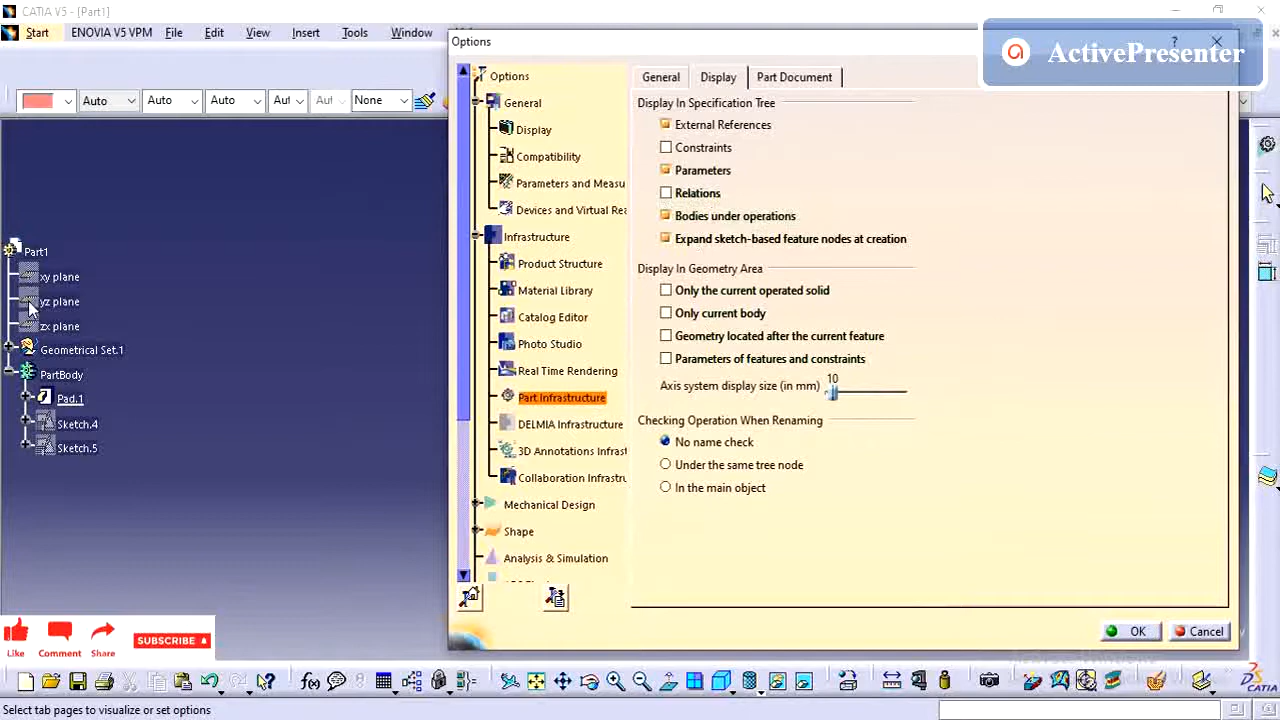 CATIA V5 - [Part1]
Start
ENOVIA V5 VPM
File
Edit
View
Insert
Tools
Window
ActivePresenter
Auto
Auto
Auto
Aut
Aut
None
Part1
xy plane
yz plane
zx plane
Geometrical Set.1
PartBody
Pad.1
Sketch.4
Sketch.5
Options
Options
General
Display
Compatibility
Parameters and Measu
Devices and Virtual Rea
Infrastructure
Product Structure
Material Library
Catalog Editor
Photo Studio
Real Time Rendering
Part Infrastructure
DELMIA Infrastructure
3D Annotations Infrast
Collaboration Infrastru
Mechanical Design
Shape
Analysis & Simulation
General
Display
Part Document
Display In Specification Tree
External References
Constraints
Parameters
Relations
Bodies under operations
Expand sketch-based feature nodes at creation
Display In Geometry Area
Only the current operated solid
Only current body
Geometry located after the current feature
Parameters of features and constraints
10
Axis system display size (in mm)
Checking Operation When Renaming
No name check
Under the same tree node
In the main object
OK
Cancel
Like
Comment
Share
SUBSCRIBE
f(x)
CATIA
Select tab pages to visualize or set options